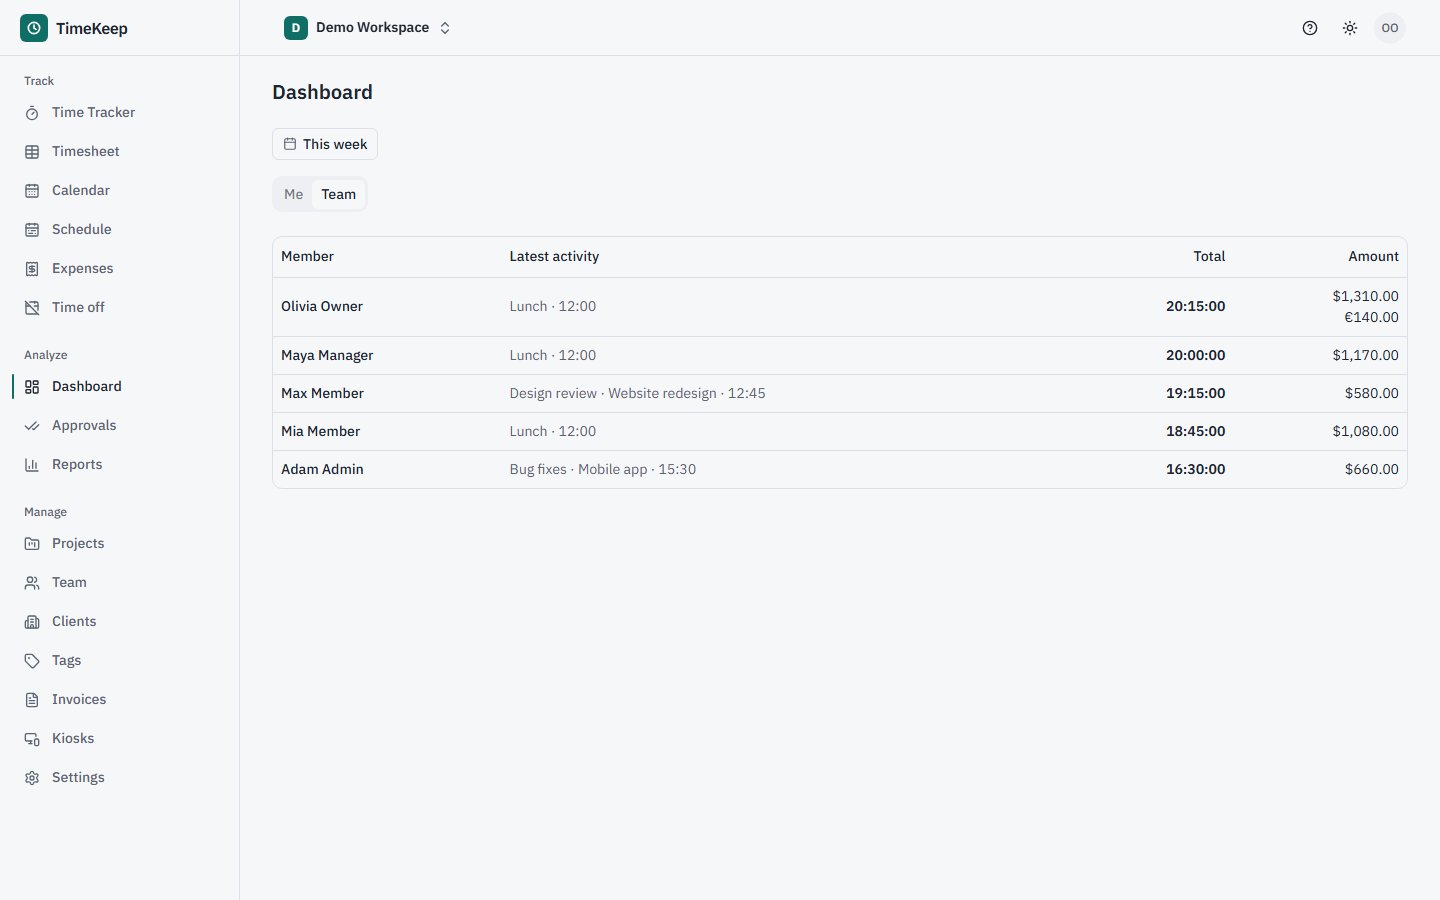 TimeKeep
D Demo Workspace
OO
Track
Time Tracker
Timesheet
Calendar
Schedule
Expenses
Time off
Analyze
Dashboard
Approvals
Reports
Manage
Projects
Team
Clients
Tags
Invoices
Kiosks
Settings
Dashboard
This week
Me Team
Member Latest activity Total Amount
Olivia Owner Lunch · 12:00 20:15:00 $1,310.00
€140.00
Maya Manager Lunch · 12:00 20:00:00 $1,170.00
Max Member Design review · Website redesign · 12:45 19:15:00 $580.00
Mia Member Lunch · 12:00 18:45:00 $1,080.00
Adam Admin Bug fixes · Mobile app · 15:30 16:30:00 $660.00